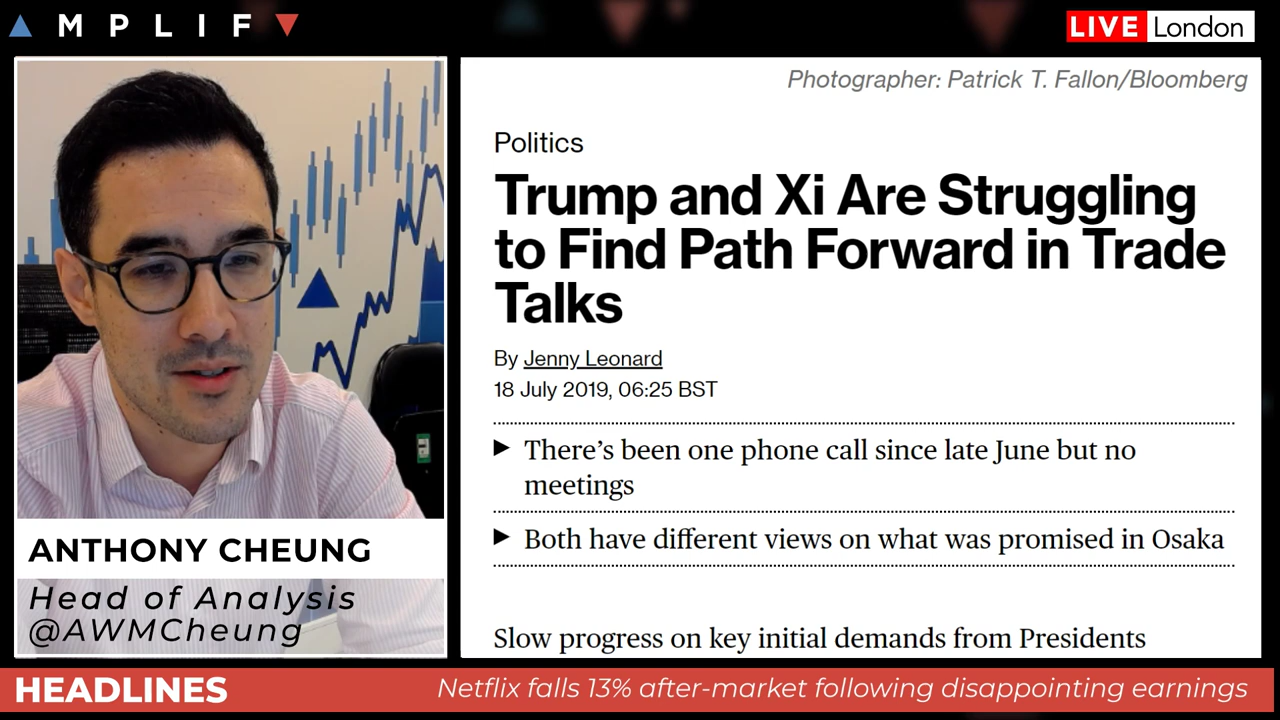 AMPLIFY
LIVE London
ANTHONY CHEUNG
Head of Analysis
@AWMCheung
Photographer: Patrick T. Fallon/Bloomberg
Politics
Trump and Xi Are Struggling
to Find Path Forward in Trade
Talks
By Jenny Leonard
18 July 2019, 06:25 BST
There's been one phone call since late June but no
meetings
Both have different views on what was promised in Osaka
Slow progress on key initial demands from Presidents
HEADLINES
Netflix falls 13% after-market following disappointing earnings